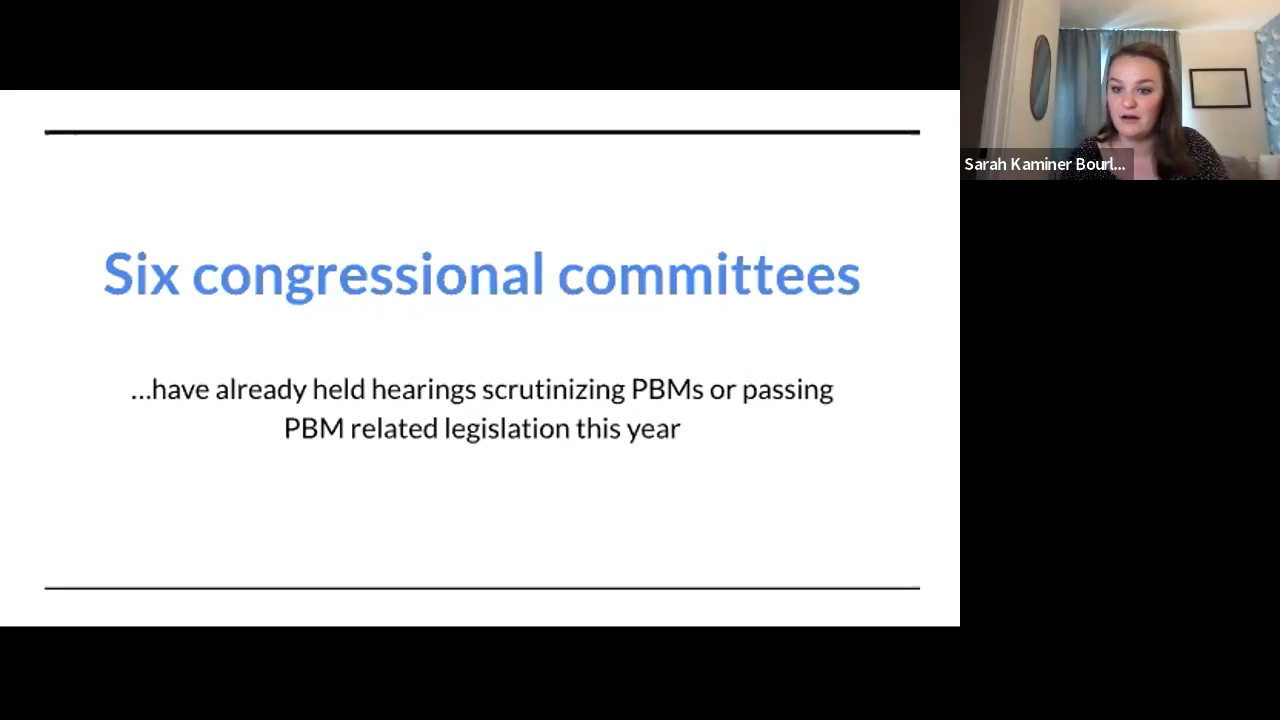 Six congressional committees
...have already held hearings scrutinizing PBMs or passing
PBM related legislation this year
Sarah Kaminer Bourl...